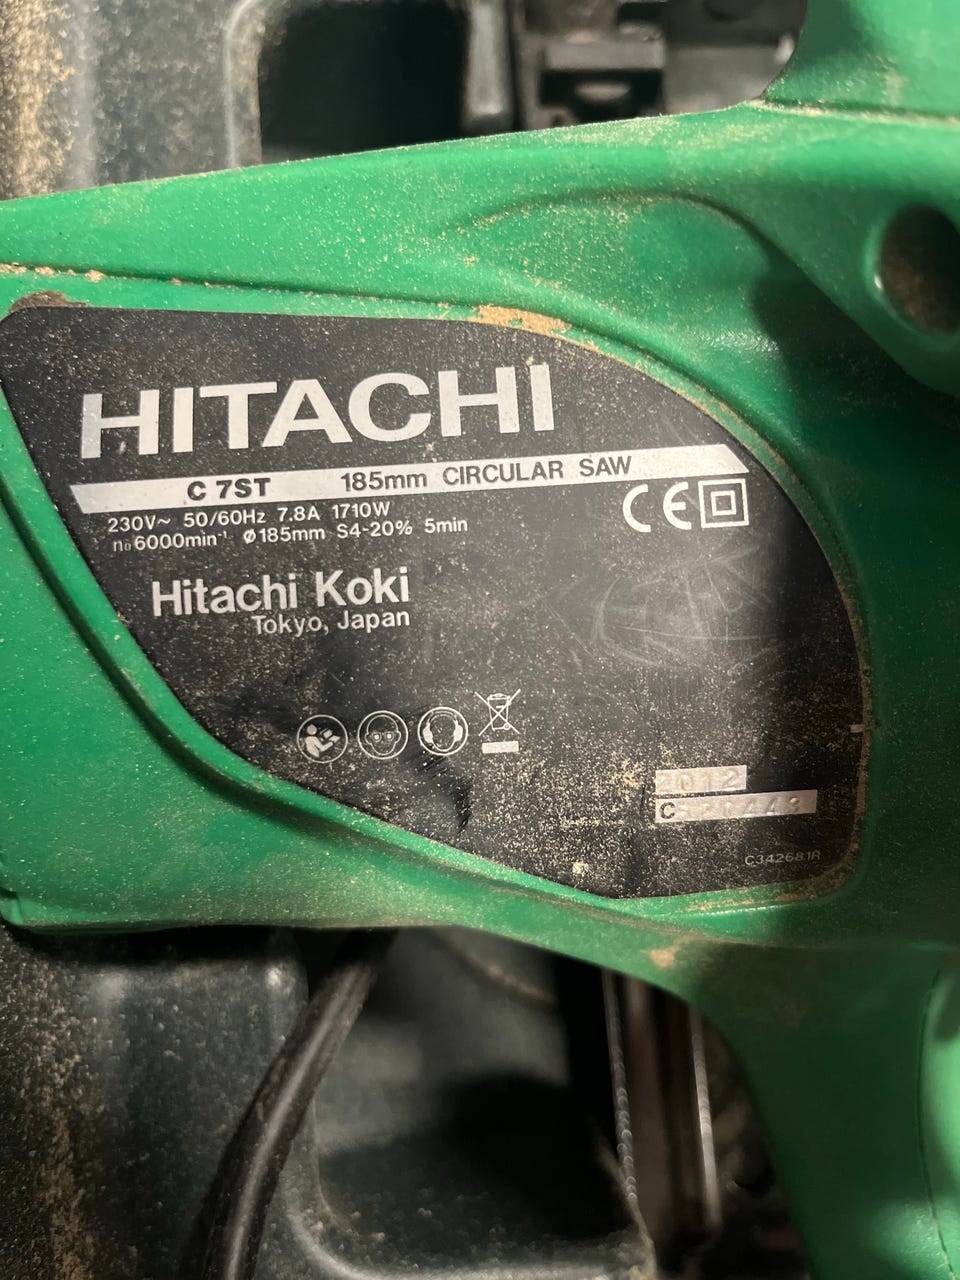 HITACHI
C 7ST 185mm CIRCULAR SAW
230V~ 50/60Hz 7.8A 1710W
n₀6000min⁻¹ Ø185mm S4-20% 5min
CE
Hitachi Koki
Tokyo, Japan
2012
C342681R